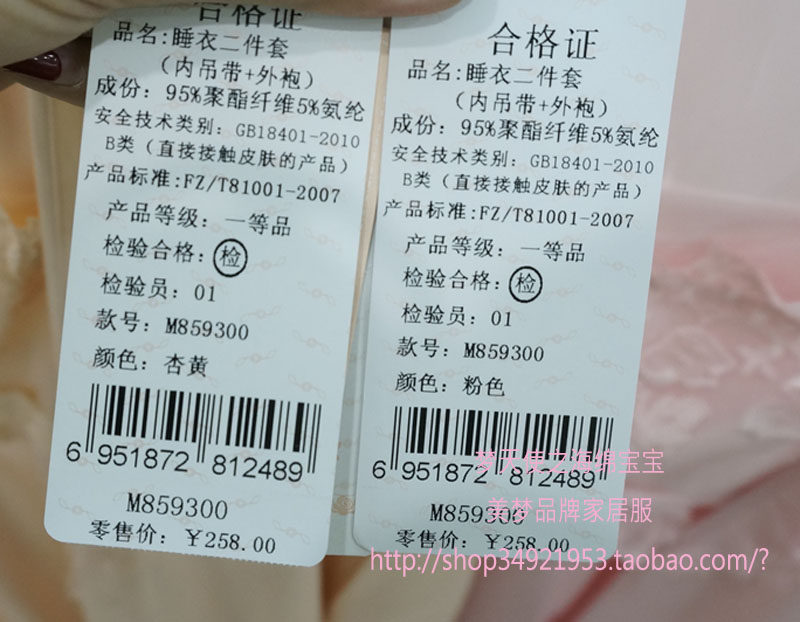 合格证
品名:睡衣二件套
（内吊带+外袍）
成份：95%聚酯纤维5%氨纶
安全技术类别：GB18401-2010
B类（直接接触皮肤的产品）
产品标准:FZ/T81001-2007
产品等级：一等品
检验合格：检
检验员：01
款号：M859300
颜色：杏黄
6 951872 812489
M859300
零售价：￥258.00
合格证
品名:睡衣二件套
（内吊带+外袍）
成份：95%聚酯纤维5%氨纶
安全技术类别：GB18401-2010
B类（直接接触皮肤的产品）
产品标准:FZ/T81001-2007
产品等级：一等品
检验合格：检
检验员：01
款号：M859300
颜色：粉色
6 951872 812489
M859300
零售价：￥258.00
梦天使之海绵宝宝
美梦品牌家居服
http://shop34921953.taobao.com/?